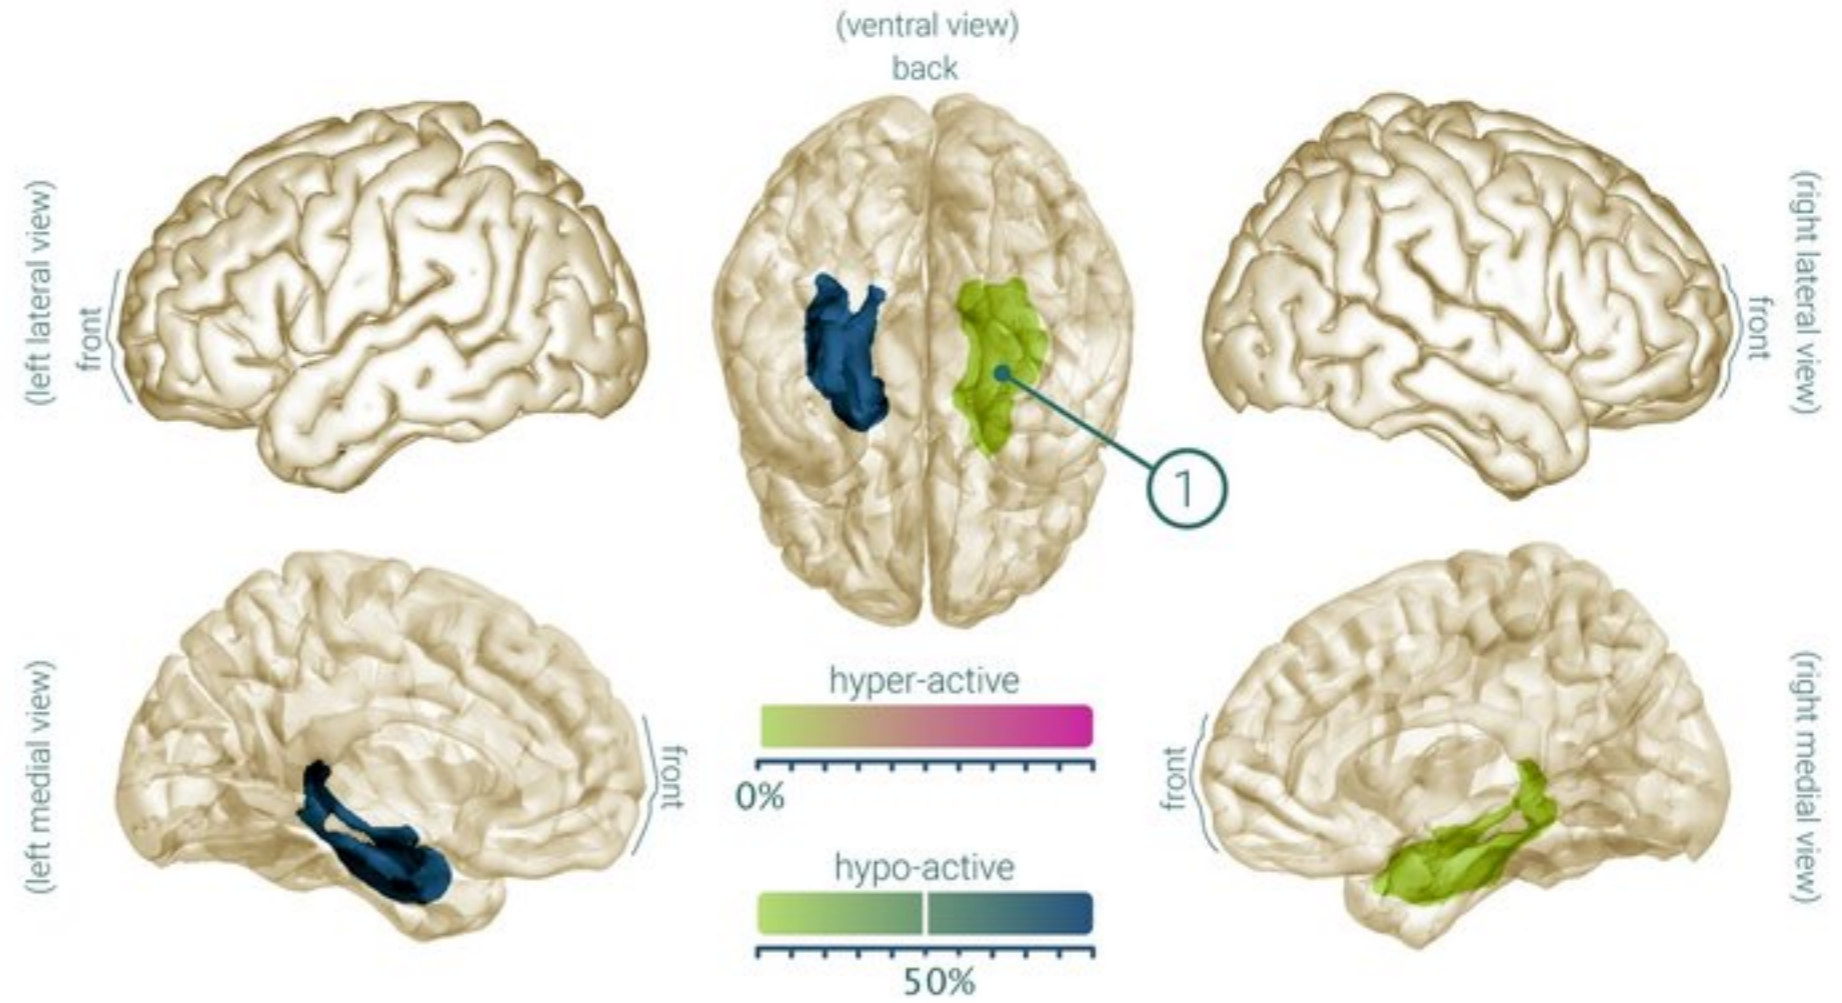 (ventral view)
back
(left lateral view)
front
(right lateral view)
front
1
(left medial view)
front
hyper-active
0%
hypo-active
50%
front
(right medial view)